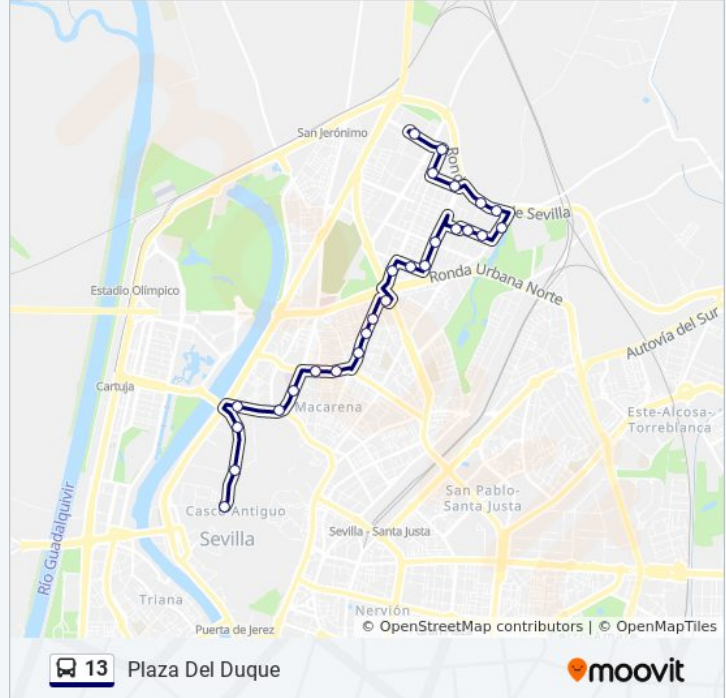 San Jerónimo
Rond
de Sevilla
Estadio Olímpico
Ronda Urbana Norte
Autovía del Sur
Cartuja
Macarena
Este-Alcosa-
Torreblanca
San Pablo-
Santa Justa
Casco Antiguo
Sevilla
Sevilla - Santa Justa
Río Guadalquivir
Triana
Nervión
Puerta de Jerez
© OpenStreetMap contributors | © OpenMapTiles
13 Plaza Del Duque
moovit